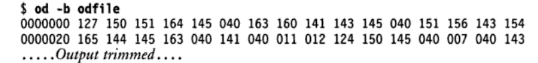 $ od -b odfile
0000000 127 150 151 164 145 040 163 160 141 143 145 040 151 156 143 154
0000020 165 144 145 163 040 141 040 011 012 124 150 145 040 007 040 143
.....Output trimmed....